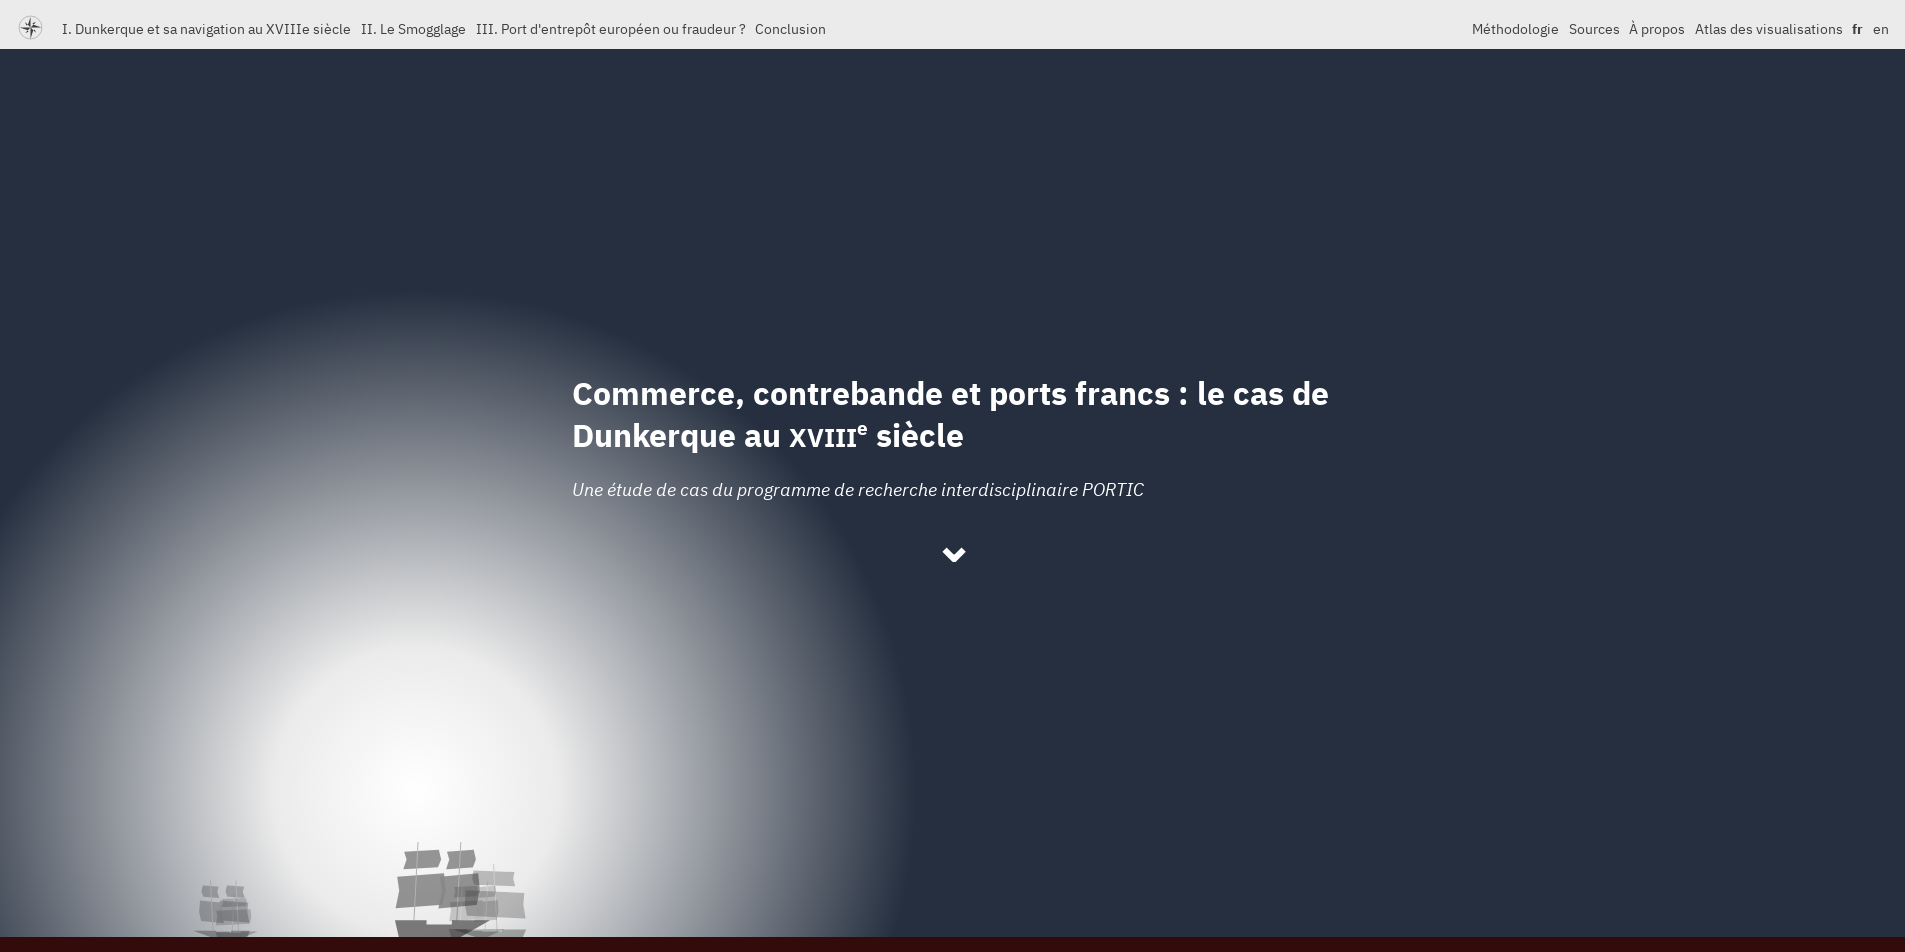 I. Dunkerque et sa navigation au XVIIIe siècle II. Le Smogglage III. Port d'entrepôt européen ou fraudeur ? Conclusion Méthodologie Sources À propos Atlas des visualisations fr en
Commerce, contrebande et ports francs : le cas de
Dunkerque au XVIIIe siècle
Une étude de cas du programme de recherche interdisciplinaire PORTIC